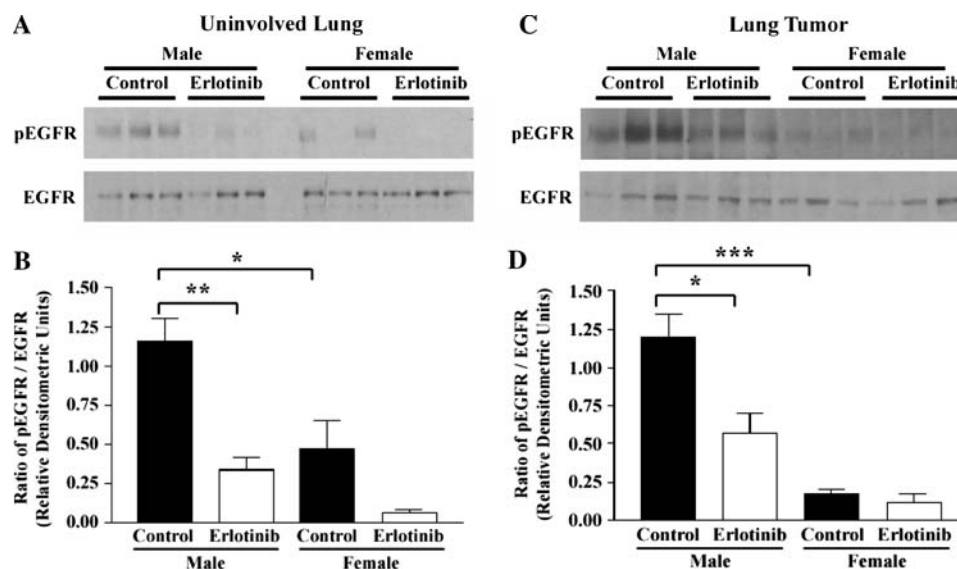 A
Uninvolved Lung
Male Female
Control Erlotinib Control Erlotinib
pEGFR
EGFR
B
Ratio of pEGFR / EGFR
(Relative Densitometric Units)
1.50
1.25
1.00
0.75
0.50
0.25
0.00
*
**
Control Erlotinib Control Erlotinib
Male Female
C
Lung Tumor
Male Female
Control Erlotinib Control Erlotinib
pEGFR
EGFR
D
Ratio of pEGFR / EGFR
(Relative Densitometric Units)
1.50
1.25
1.00
0.75
0.50
0.25
0.00
***
*
Control Erlotinib Control Erlotinib
Male Female